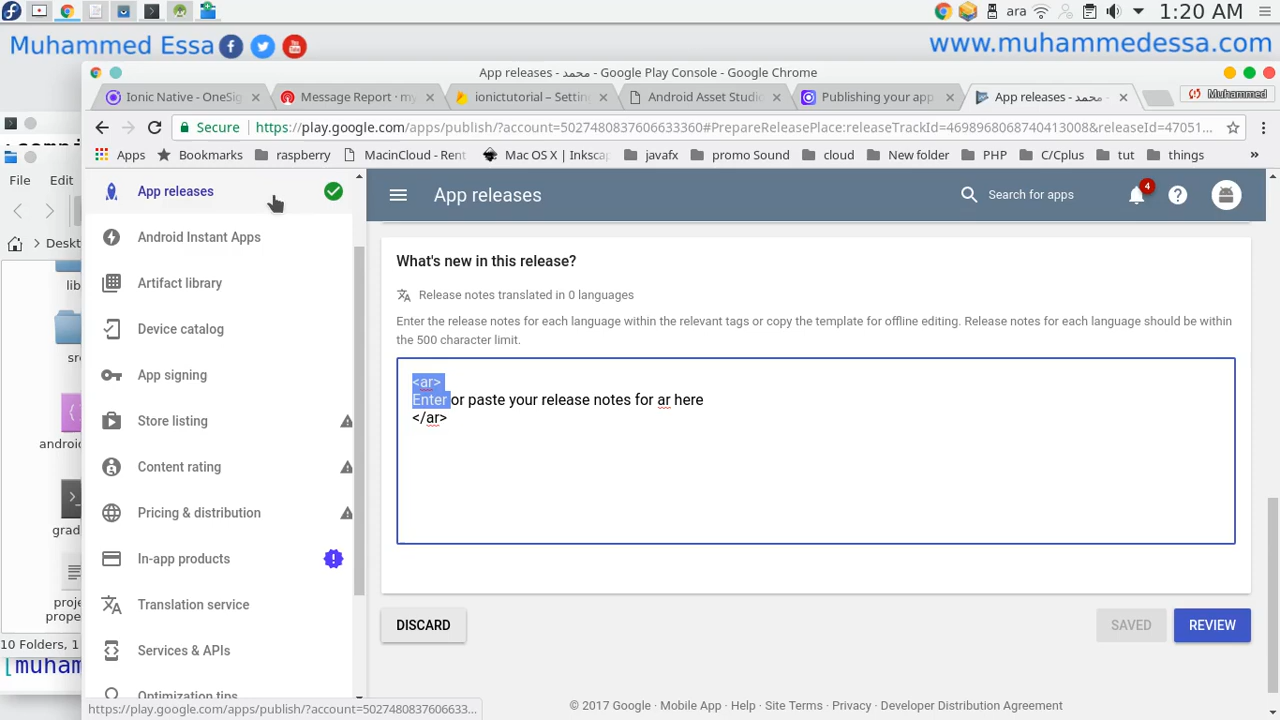 ara
1:20 AM
Muhammed Essa
www.muhammedessa.com
App releases - محمد - Google Play Console - Google Chrome
Ionic Native - OneSig
Message Report · my
ionictutorial – Settin
Android Asset Studio
Publishing your app
App releases - محمد -
Muhammed
Secure
https://play.google.com/apps/publish/?account=5027480837606633360#PrepareReleasePlace:releaseTrackId=4698968068740413008&releaseId=47051...
Apps
Bookmarks
raspberry
MacinCloud - Rent
Mac OS X | Inkscap
javafx
promo Sound
cloud
New folder
PHP
C/Cplus
tut
things
»
File
Edit
> Deskt
lib
src
android
grad
proje
prope
10 Folders, 1
[muham
App releases
Android Instant Apps
Artifact library
Device catalog
App signing
Store listing
Content rating
Pricing & distribution
In-app products
Translation service
Services & APIs
Optimization tips
https://play.google.com/apps/publish/?account=5027480837606633...
App releases
Search for apps
4
What's new in this release?
Release notes translated in 0 languages
Enter the release notes for each language within the relevant tags or copy the template for offline editing. Release notes for each language should be within
the 500 character limit.
<ar>
Enter or paste your release notes for ar here
</ar>
DISCARD
SAVED
REVIEW
© 2017 Google · Mobile App · Help · Site Terms · Privacy · Developer Distribution Agreement